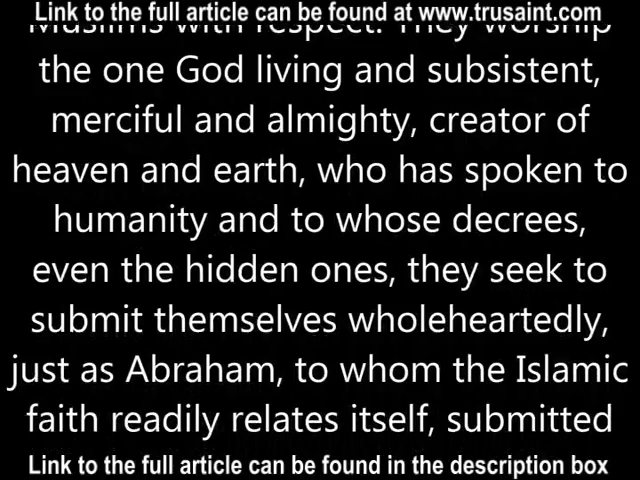 Link to the full article can be found at www.trusaint.com
Muslims with respect. They worship
the one God living and subsistent,
merciful and almighty, creator of
heaven and earth, who has spoken to
humanity and to whose decrees,
even the hidden ones, they seek to
submit themselves wholeheartedly,
just as Abraham, to whom the Islamic
faith readily relates itself, submitted
Link to the full article can be found in the description box